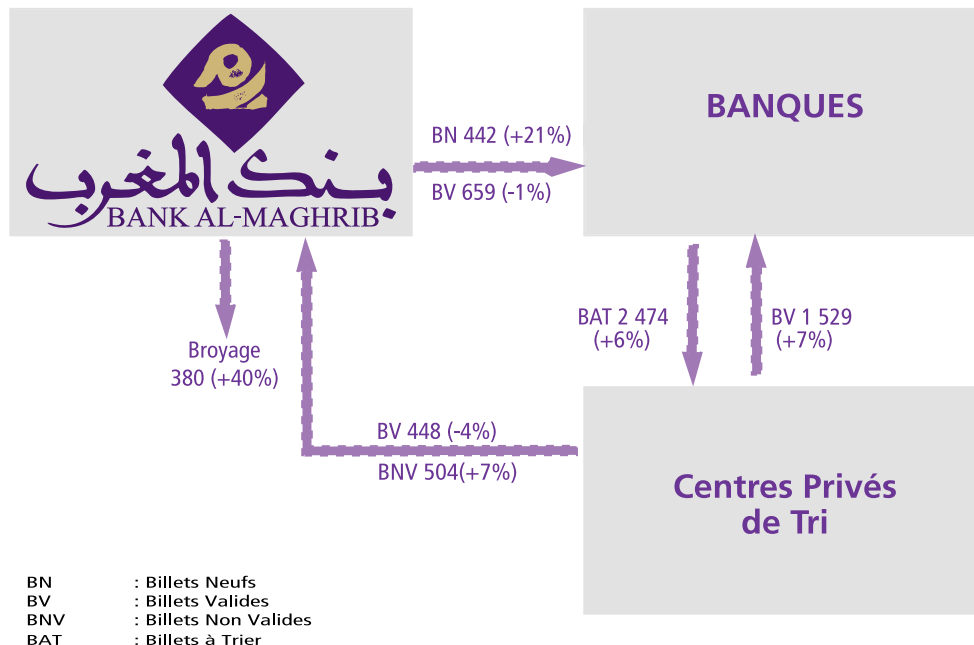 بنك المغرب
BANK AL-MAGHRIB
BANQUES
BN 442 (+21%)
BV 659 (-1%)
Broyage
380 (+40%)
BAT 2 474
(+6%)
BV 1 529
(+7%)
BV 448 (-4%)
BNV 504(+7%)
Centres Privés
de Tri
BN : Billets Neufs
BV : Billets Valides
BNV : Billets Non Valides
BAT : Billets à Trier